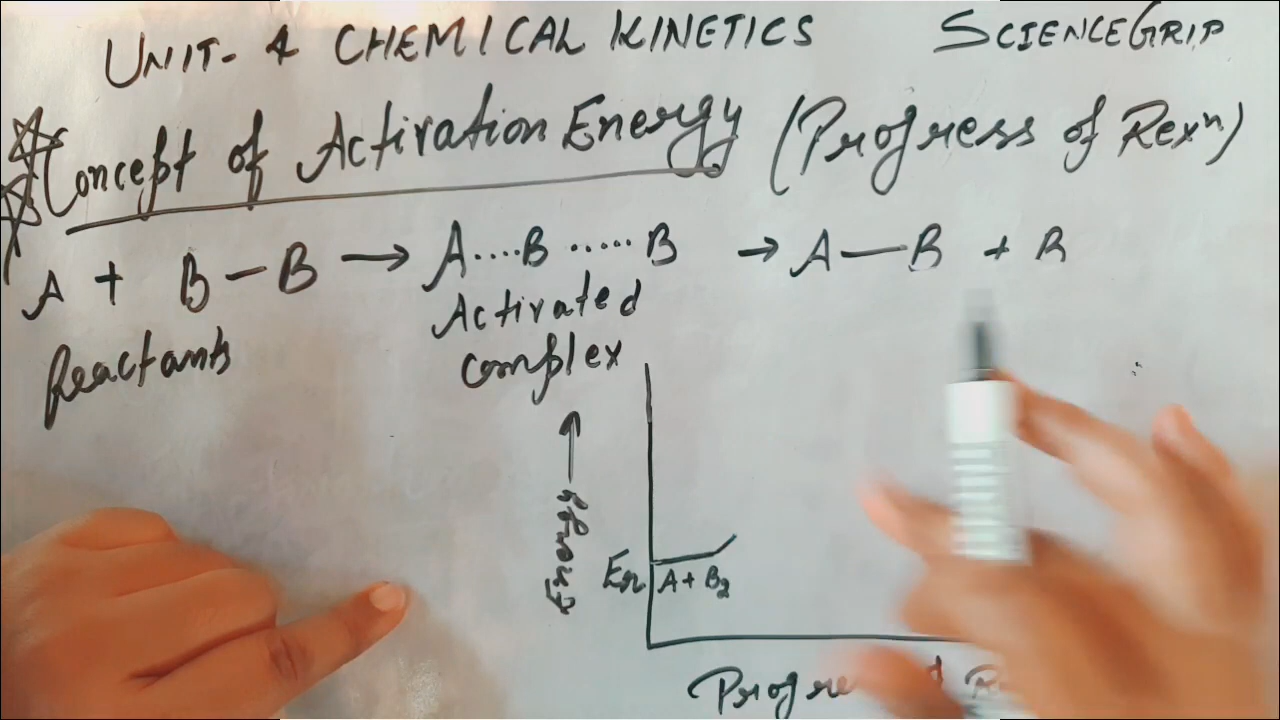 UNIT- 4 CHEMICAL KINETICS SCIENCEGRIP
Concept of Activation Energy (Progress of Rexⁿ)
A + B – B → A....B .....B → A — B + B
Reactants
Activated
complex
Energy →
Er
A + B₂